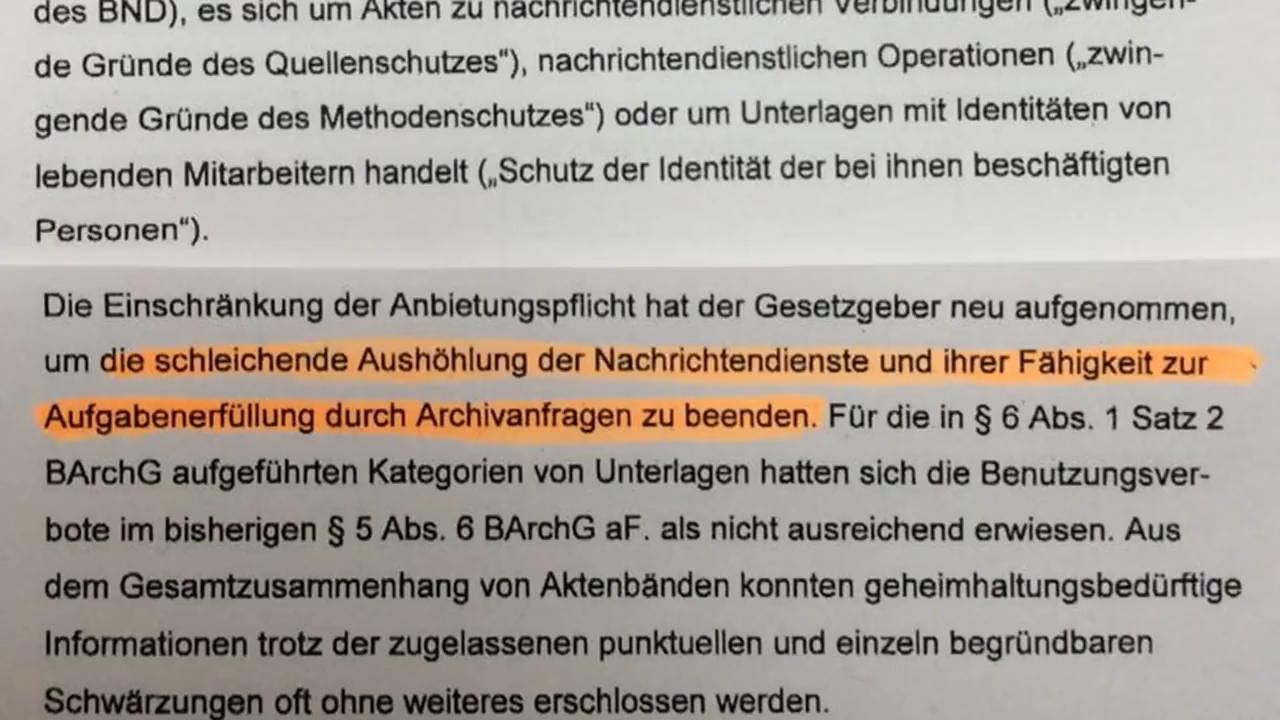 des BND), es sich um Akten zu nachrichtendienstlichen Verbindungen („zwingen-
de Gründe des Quellenschutzes“), nachrichtendienstlichen Operationen („zwin-
gende Gründe des Methodenschutzes“) oder um Unterlagen mit Identitäten von
lebenden Mitarbeitern handelt („Schutz der Identität der bei ihnen beschäftigten
Personen“).
Die Einschränkung der Anbietungspflicht hat der Gesetzgeber neu aufgenommen,
um die schleichende Aushöhlung der Nachrichtendienste und ihrer Fähigkeit zur
Aufgabenerfüllung durch Archivanfragen zu beenden. Für die in § 6 Abs. 1 Satz 2
BArchG aufgeführten Kategorien von Unterlagen hatten sich die Benutzungsver-
bote im bisherigen § 5 Abs. 6 BArchG aF. als nicht ausreichend erwiesen. Aus
dem Gesamtzusammenhang von Aktenbänden konnten geheimhaltungsbedürftige
Informationen trotz der zugelassenen punktuellen und einzeln begründbaren
Schwärzungen oft ohne weiteres erschlossen werden.